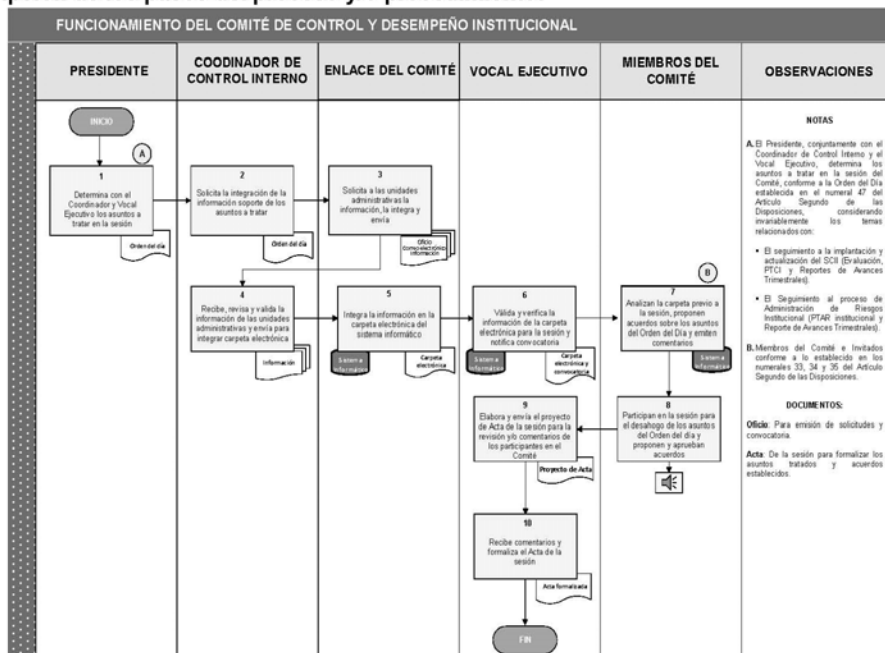 FUNCIONAMIENTO DEL COMITÉ DE CONTROL Y DESEMPEÑO INSTITUCIONAL
PRESIDENTE
COODINADOR DE
CONTROL INTERNO
ENLACE DEL COMITÉ
VOCAL EJECUTIVO
MIEMBROS DEL
COMITÉ
OBSERVACIONES
INICIO
A
1
Determina con el
Coordinador y Vocal
Ejecutivo los asuntos a
tratar en la sesión
Orden del día
2
Solicita la integración de la
información soporte de los
asuntos a tratar
Orden del día
3
Solicita a las unidades
administrativas la
información, la integra y
envía
Oficio
Correo electrónico
Información
4
Recibe, revisa y valida la
información de las unidades
administrativas y envía para
integrar carpeta electrónica
Información
5
Integra la información en la
carpeta electrónica del
sistema informático
Sistema
informático
Carpeta
electrónica
6
Válida y verifica la
información de la carpeta
electrónica para la sesión y
notifica convocatoria
Sistema
informático
Carpeta
electrónica y
convocatoria
B
7
Analizan la carpeta previo a
la sesión, proponen
acuerdos sobre los asuntos
del Orden del Día y emiten
comentarios
Sistema
informático
8
Participan en la sesión para
el desahogo de los asuntos
del Orden del día y
proponen y aprueban
acuerdos
9
Elabora y envía el proyecto
de Acta de la sesión para la
revisión y/o comentarios de
los participantes en el
Comité
Proyecto de Acta
10
Recibe comentarios y
formaliza el Acta de la
sesión
Acta formalizada
FIN
NOTAS
A. El Presidente, conjuntamente con el
Coordinador de Control Interno y el
Vocal Ejecutivo, determina los
asuntos a tratar en la sesión del
Comité, conforme a la Orden del Día
establecida en el numeral 47 del
Artículo Segundo de las
Disposiciones, considerando
invariablemente los temas
relacionados con:
• El seguimiento a la implantación y
actualización del SCII (Evaluación,
PTCI y Reportes de Avances
Trimestrales).
• El Seguimiento al proceso de
Administración de Riesgos
Institucional (PTAR institucional y
Reporte de Avances Trimestrales).
B. Miembros del Comité e Invitados
conforme a lo establecido en los
numerales 33, 34 y 35 del Artículo
Segundo de las Disposiciones.
DOCUMENTOS:
Oficio: Para emisión de solicitudes y
convocatoria.
Acta: De la sesión para formalizar los
asuntos tratados y acuerdos
establecidos.